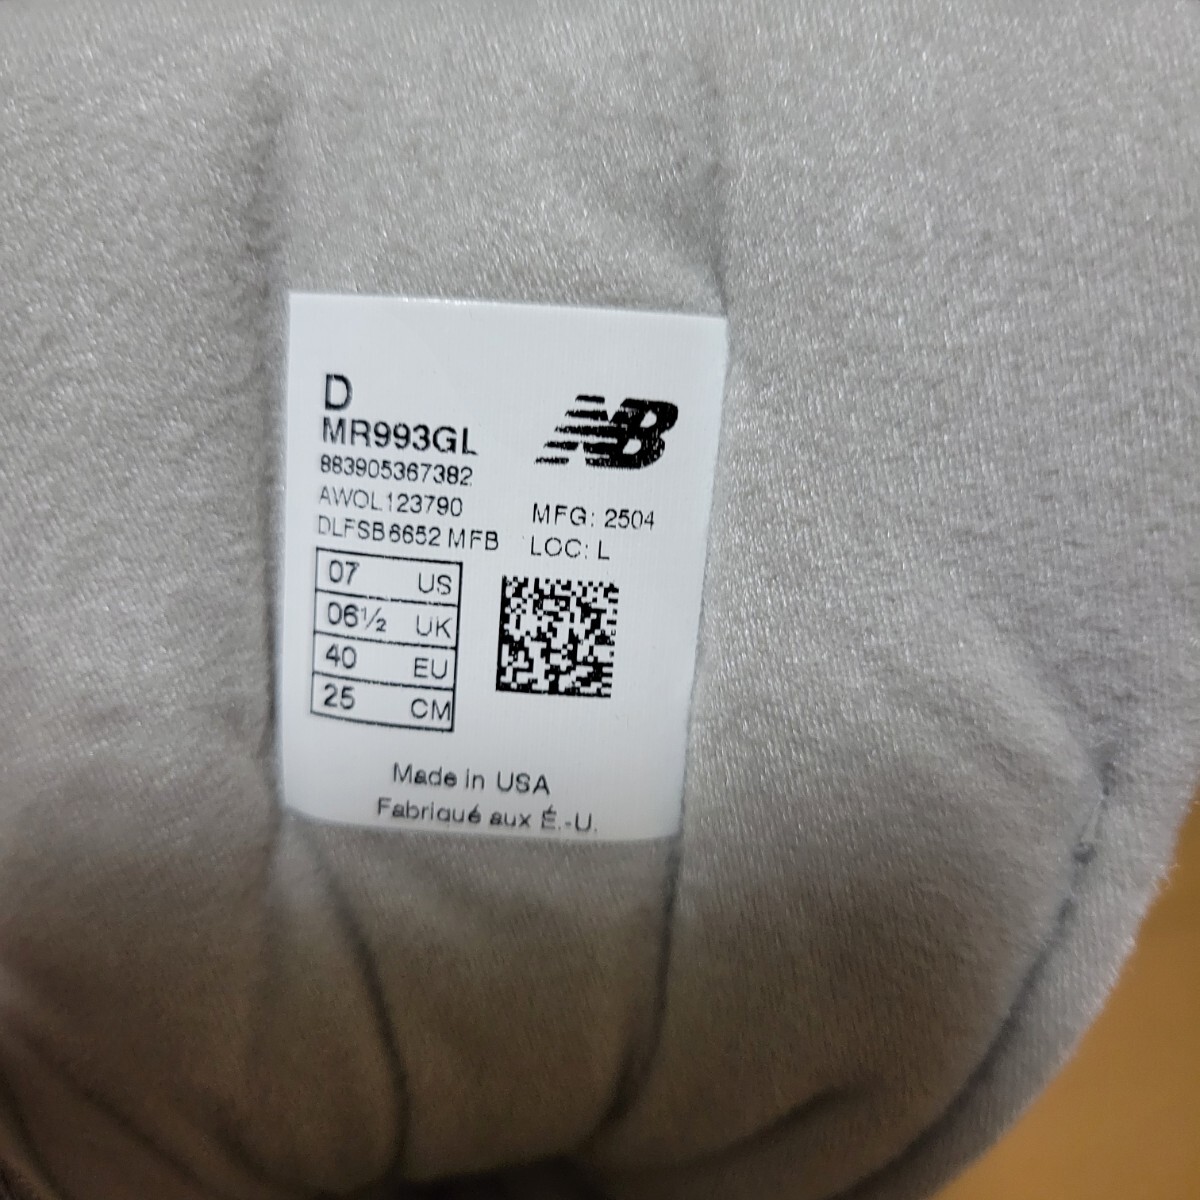 D
MR993GL
883905367382
AWOL123790
DLFSB6652 MFB
NB
MFG: 2504
LOC: L
07 US
06½ UK
40 EU
25 CM
Made in USA
Fabriqué aux É.-U.